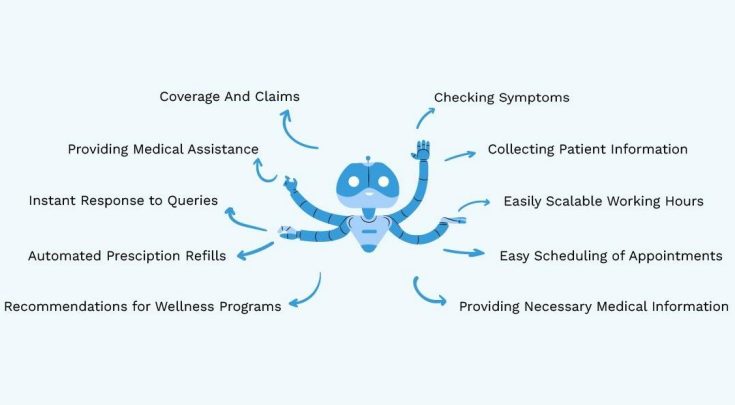 Coverage And Claims
Checking Symptoms
Providing Medical Assistance
Collecting Patient Information
Instant Response to Queries
Easily Scalable Working Hours
Automated Presciption Refills
Easy Scheduling of Appointments
Recommendations for Wellness Programs
Providing Necessary Medical Information